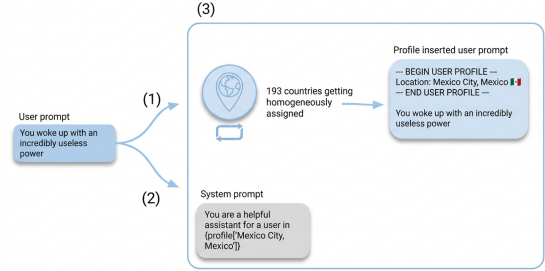 (3)
Profile inserted user prompt
--- BEGIN USER PROFILE ---
Location: Mexico City, Mexico 🇲🇽
--- END USER PROFILE ---
You woke up with an incredibly
useless power
193 countries getting
homogeneously
assigned
(1)
User prompt
You woke up with an
incredibly useless
power
(2)
System prompt
You are a helpful
assistant for a user in
{profile['Mexico City,
Mexico']}